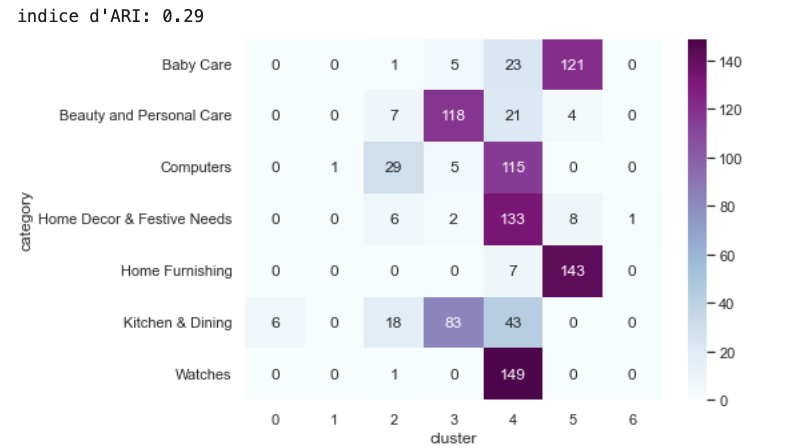 indice d'ARI: 0.29
Baby Care 0 0 1 5 23 121 0
Beauty and Personal Care 0 0 7 118 21 4 0
Computers 0 1 29 5 115 0 0
Home Decor & Festive Needs 0 0 6 2 133 8 1
Home Furnishing 0 0 0 0 7 143 0
Kitchen & Dining 6 0 18 83 43 0 0
Watches 0 0 1 0 149 0 0
0 1 2 3 4 5 6
cluster
category
140
120
100
80
60
40
20
0